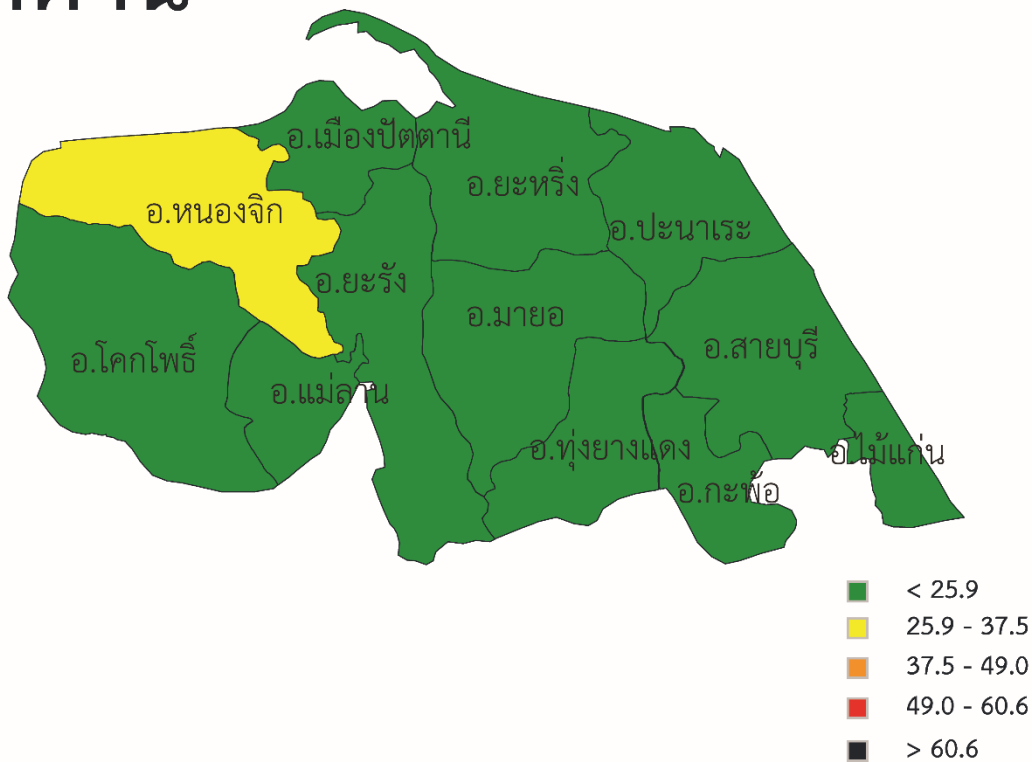 อ.เมืองปัตตานี
อ.ยะหริ่ง
อ.หนองจิก
อ.ปะนาเระ
อ.ยะรัง
อ.มายอ
อ.สายบุรี
อ.โคกโพธิ์
อ.แม่ลาน
อ.ทุ่งยางแดง
อ.ไม้แก่น
อ.กะพ้อ
< 25.9
25.9 - 37.5
37.5 - 49.0
49.0 - 60.6
> 60.6